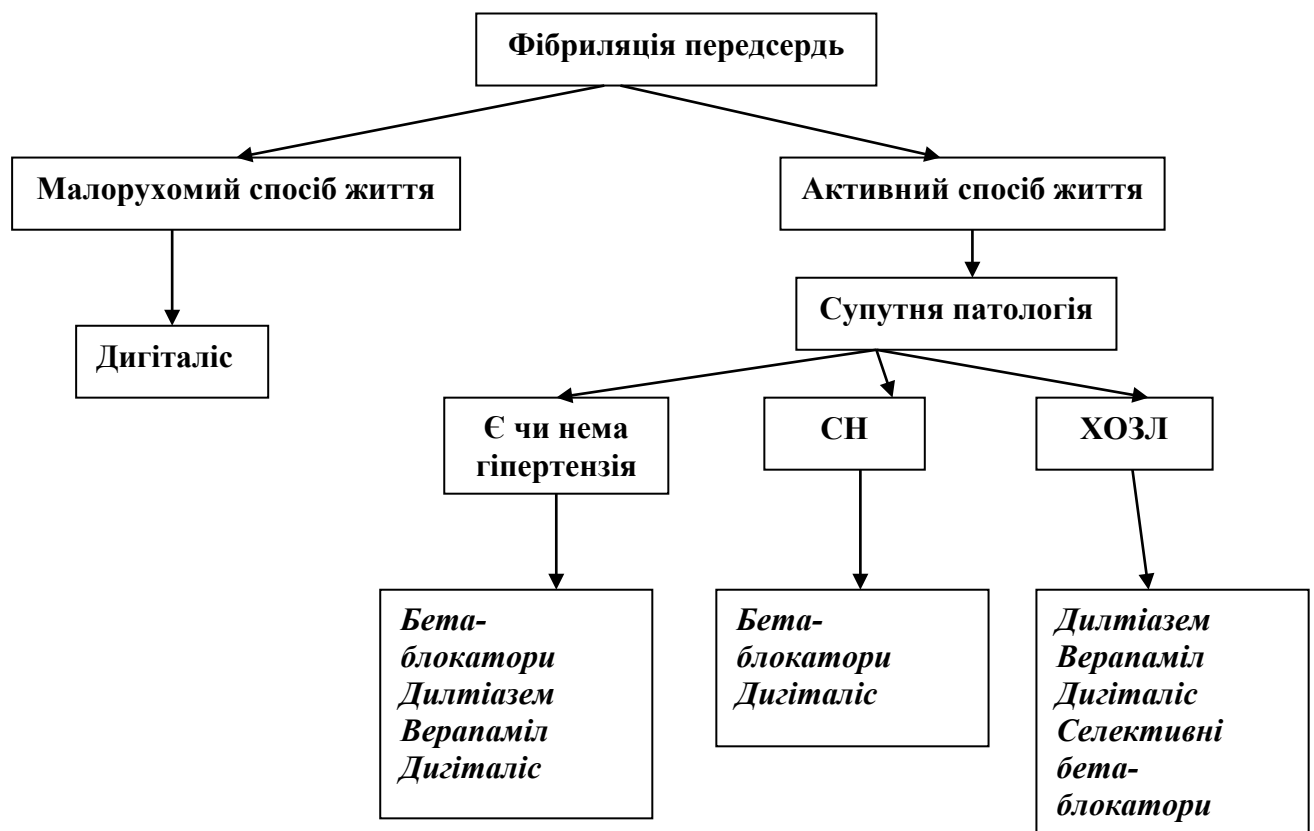 Фібриляція передсердь
Малорухомий спосіб життя
Активний спосіб життя
Супутня патологія
Дигіталіс
Є чи нема
гіпертензія
СН
ХОЗЛ
Бета-
блокатори
Дилтіазем
Верапаміл
Дигіталіс
Бета-
блокатори
Дигіталіс
Дилтіазем
Верапаміл
Дигіталіс
Селективні
бета-
блокатори